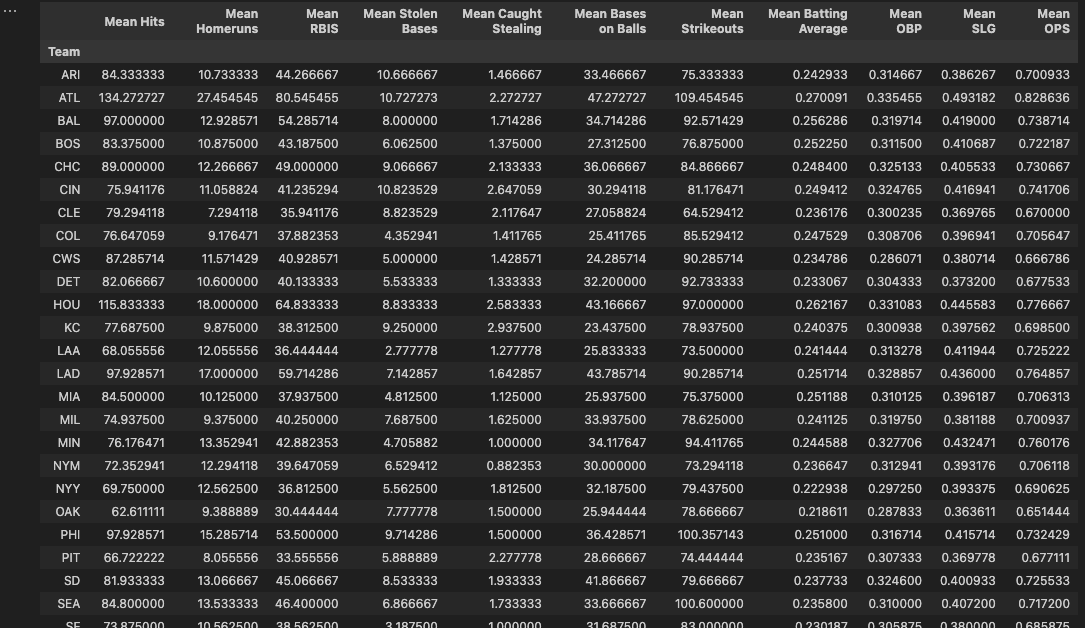 ...
Mean Hits Mean Homeruns Mean RBIS Mean Stolen Bases Mean Caught Stealing Mean Bases on Balls Mean Strikeouts Mean Batting Average Mean OBP Mean SLG Mean OPS
Team
ARI 84.333333 10.733333 44.266667 10.666667 1.466667 33.466667 75.333333 0.242933 0.314667 0.386267 0.700933
ATL 134.272727 27.454545 80.545455 10.727273 2.272727 47.272727 109.454545 0.270091 0.335455 0.493182 0.828636
BAL 97.000000 12.928571 54.285714 8.000000 1.714286 34.714286 92.571429 0.256286 0.319714 0.419000 0.738714
BOS 83.375000 10.875000 43.187500 6.062500 1.375000 27.312500 76.875000 0.252250 0.311500 0.410687 0.722187
CHC 89.000000 12.266667 49.000000 9.066667 2.133333 36.066667 84.866667 0.248400 0.325133 0.405533 0.730667
CIN 75.941176 11.058824 41.235294 10.823529 2.647059 30.294118 81.176471 0.249412 0.324765 0.416941 0.741706
CLE 79.294118 7.294118 35.941176 8.823529 2.117647 27.058824 64.529412 0.236176 0.300235 0.369765 0.670000
COL 76.647059 9.176471 37.882353 4.352941 1.411765 25.411765 85.529412 0.247529 0.308706 0.396941 0.705647
CWS 87.285714 11.571429 40.928571 5.000000 1.428571 24.285714 90.285714 0.234786 0.286071 0.380714 0.666786
DET 82.066667 10.600000 40.133333 5.533333 1.333333 32.200000 92.733333 0.233067 0.304333 0.373200 0.677533
HOU 115.833333 18.000000 64.833333 8.833333 2.583333 43.166667 97.000000 0.262167 0.331083 0.445583 0.776667
KC 77.687500 9.875000 38.312500 9.250000 2.937500 23.437500 78.937500 0.240375 0.300938 0.397562 0.698500
LAA 68.055556 12.055556 36.444444 2.777778 1.277778 25.833333 73.500000 0.241444 0.313278 0.411944 0.725222
LAD 97.928571 17.000000 59.714286 7.142857 1.642857 43.785714 90.285714 0.251714 0.328857 0.436000 0.764857
MIA 84.500000 10.125000 37.937500 4.812500 1.125000 25.937500 75.375000 0.251188 0.310125 0.396187 0.706313
MIL 74.937500 9.375000 40.250000 7.687500 1.625000 33.937500 78.625000 0.241125 0.319750 0.381188 0.700937
MIN 76.176471 13.352941 42.882353 4.705882 1.000000 34.117647 94.411765 0.244588 0.327706 0.432471 0.760176
NYM 72.352941 12.294118 39.647059 6.529412 0.882353 30.000000 73.294118 0.236647 0.312941 0.393176 0.706118
NYY 69.750000 12.562500 36.812500 5.562500 1.812500 32.187500 79.437500 0.222938 0.297250 0.393375 0.690625
OAK 62.611111 9.388889 30.444444 7.777778 1.500000 25.944444 78.666667 0.218611 0.287833 0.363611 0.651444
PHI 97.928571 15.285714 53.500000 9.714286 1.500000 36.428571 100.357143 0.251000 0.316714 0.415714 0.732429
PIT 66.722222 8.055556 33.555556 5.888889 2.277778 28.666667 74.444444 0.235167 0.307333 0.369778 0.677111
SD 81.933333 13.066667 45.066667 8.533333 1.933333 41.866667 79.666667 0.237733 0.324600 0.400933 0.725533
SEA 84.800000 13.533333 46.400000 6.866667 1.733333 33.666667 100.600000 0.235800 0.310000 0.407200 0.717200
SF 73.875000 10.562500 38.562500 3.187500 1.000000 31.687500 83.000000 0.230187 0.305875 0.380000 0.685875